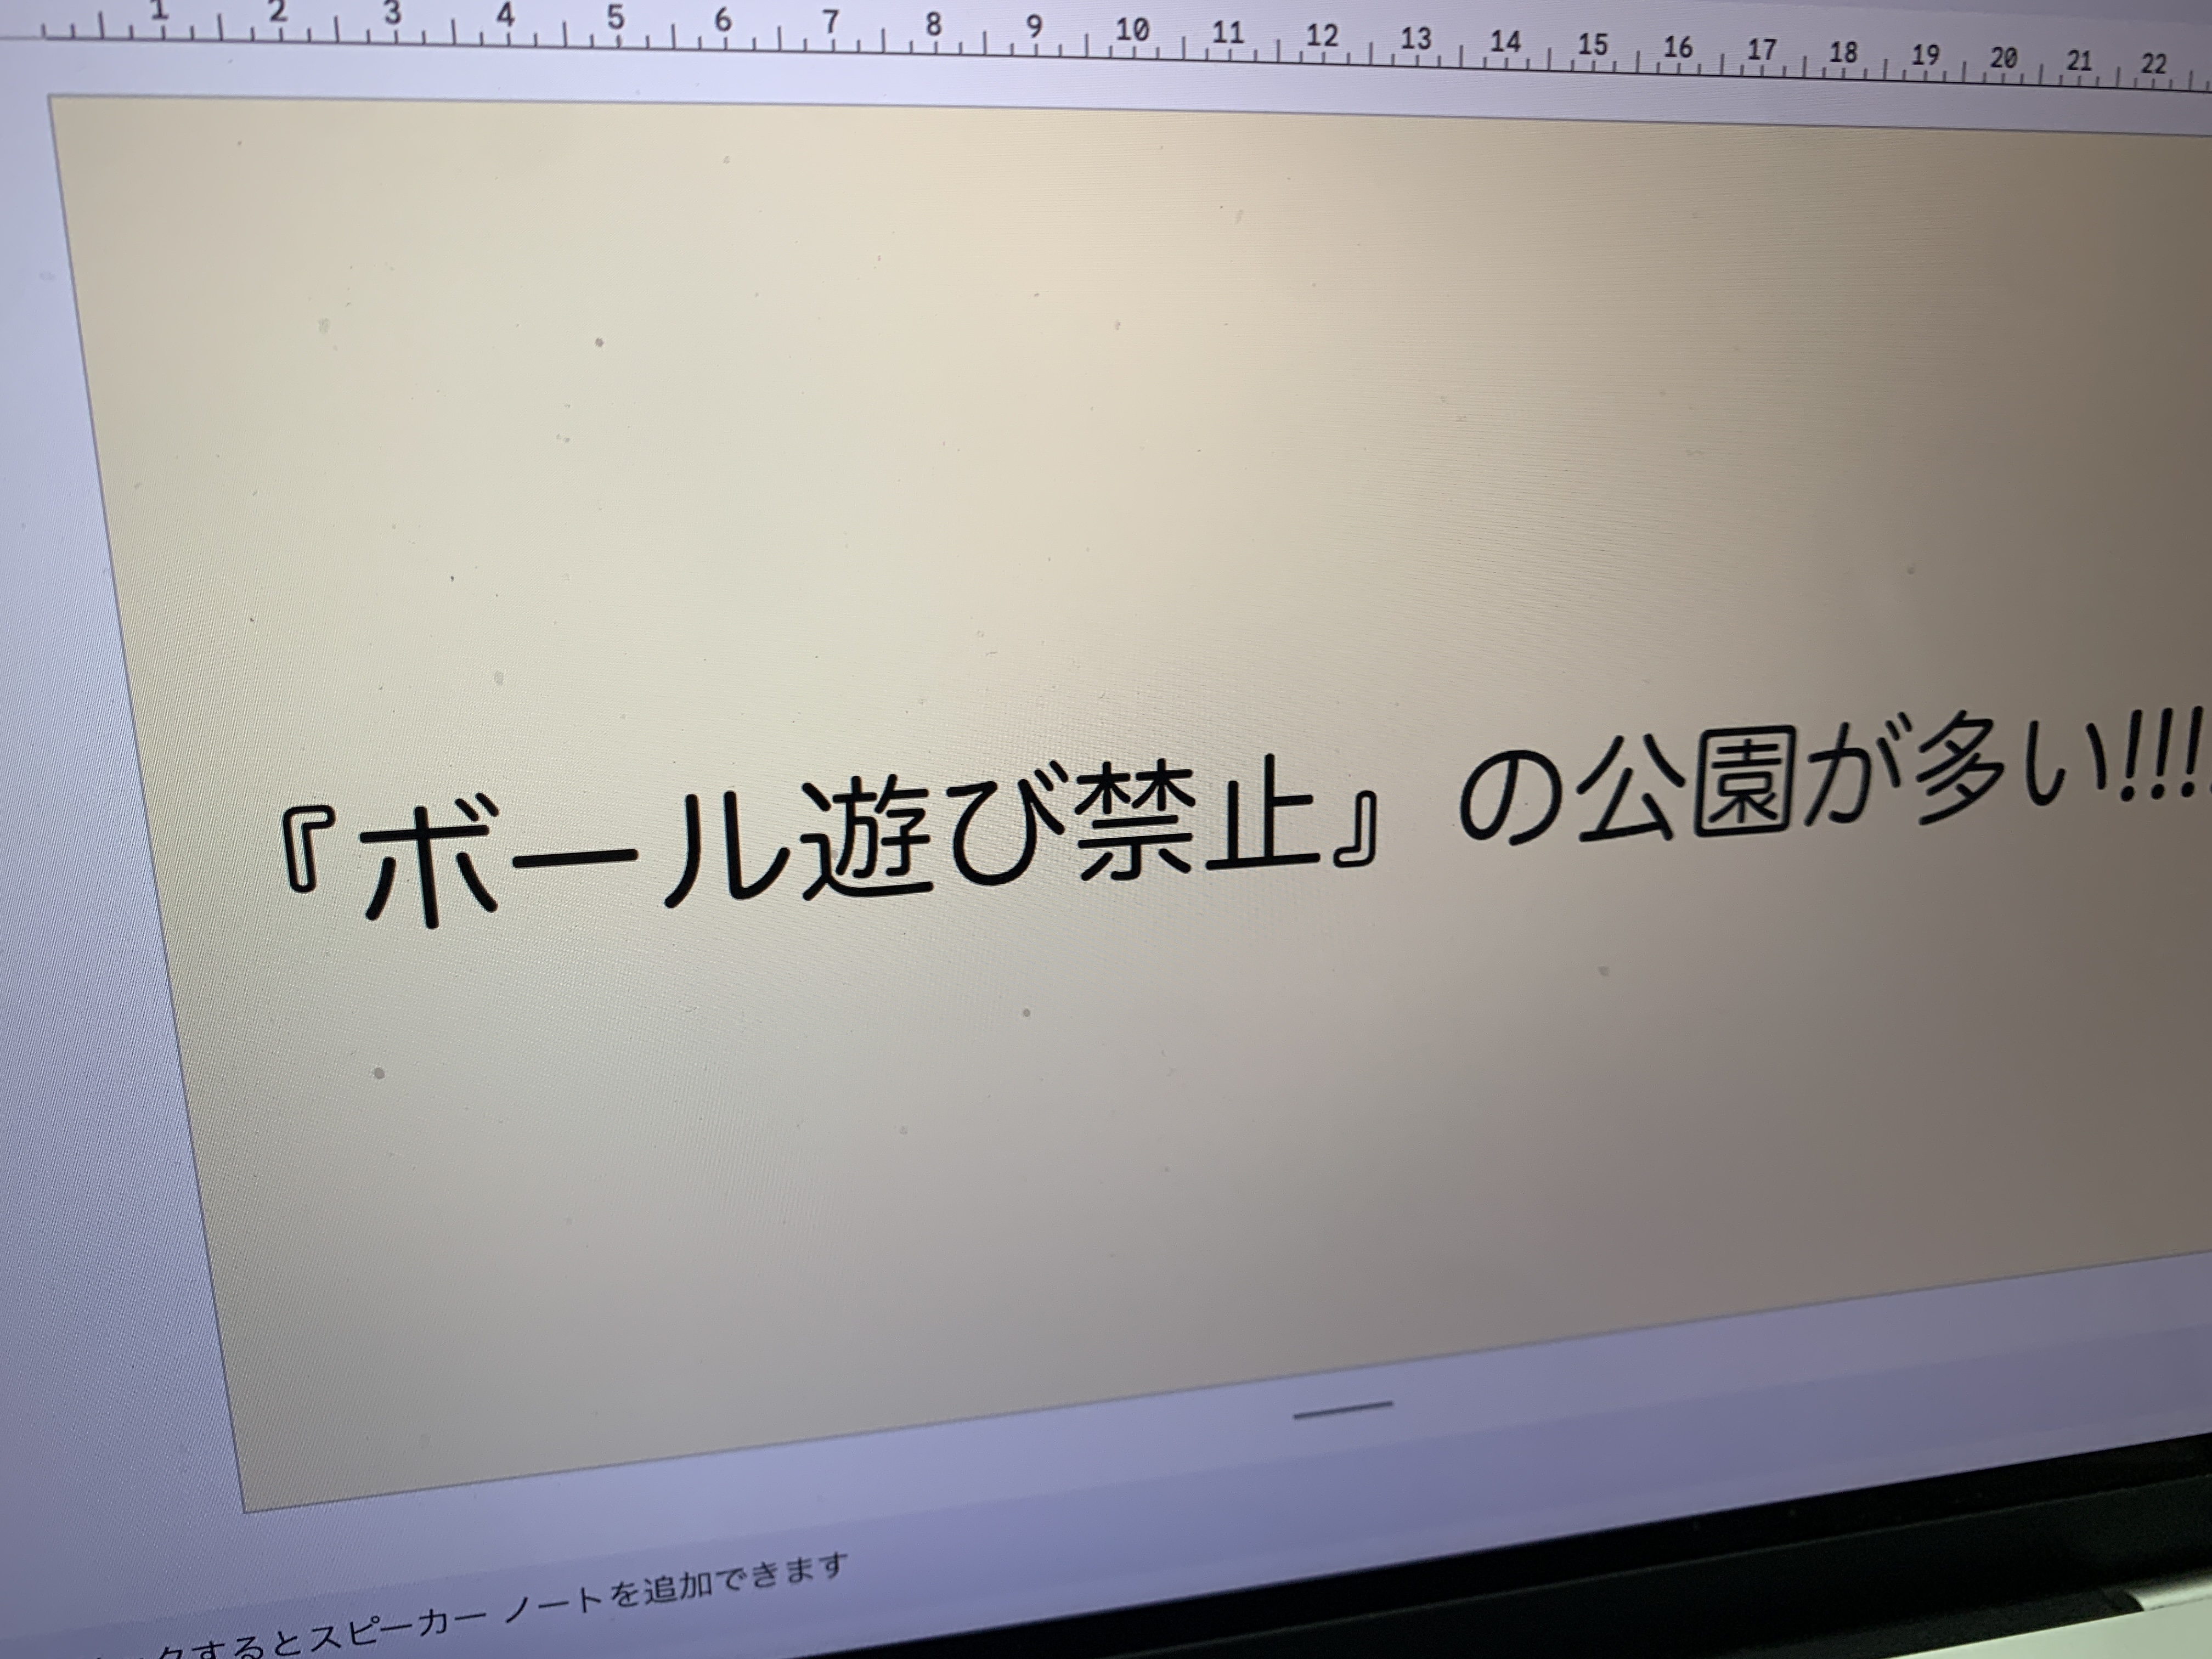 1 2 3 4 5 6 7 8 9 10 11 12 13 14 15 16 17 18 19 20 21 22
『ボール遊び禁止』の公園が多い!!!
クするとスピーカー ノートを追加できます